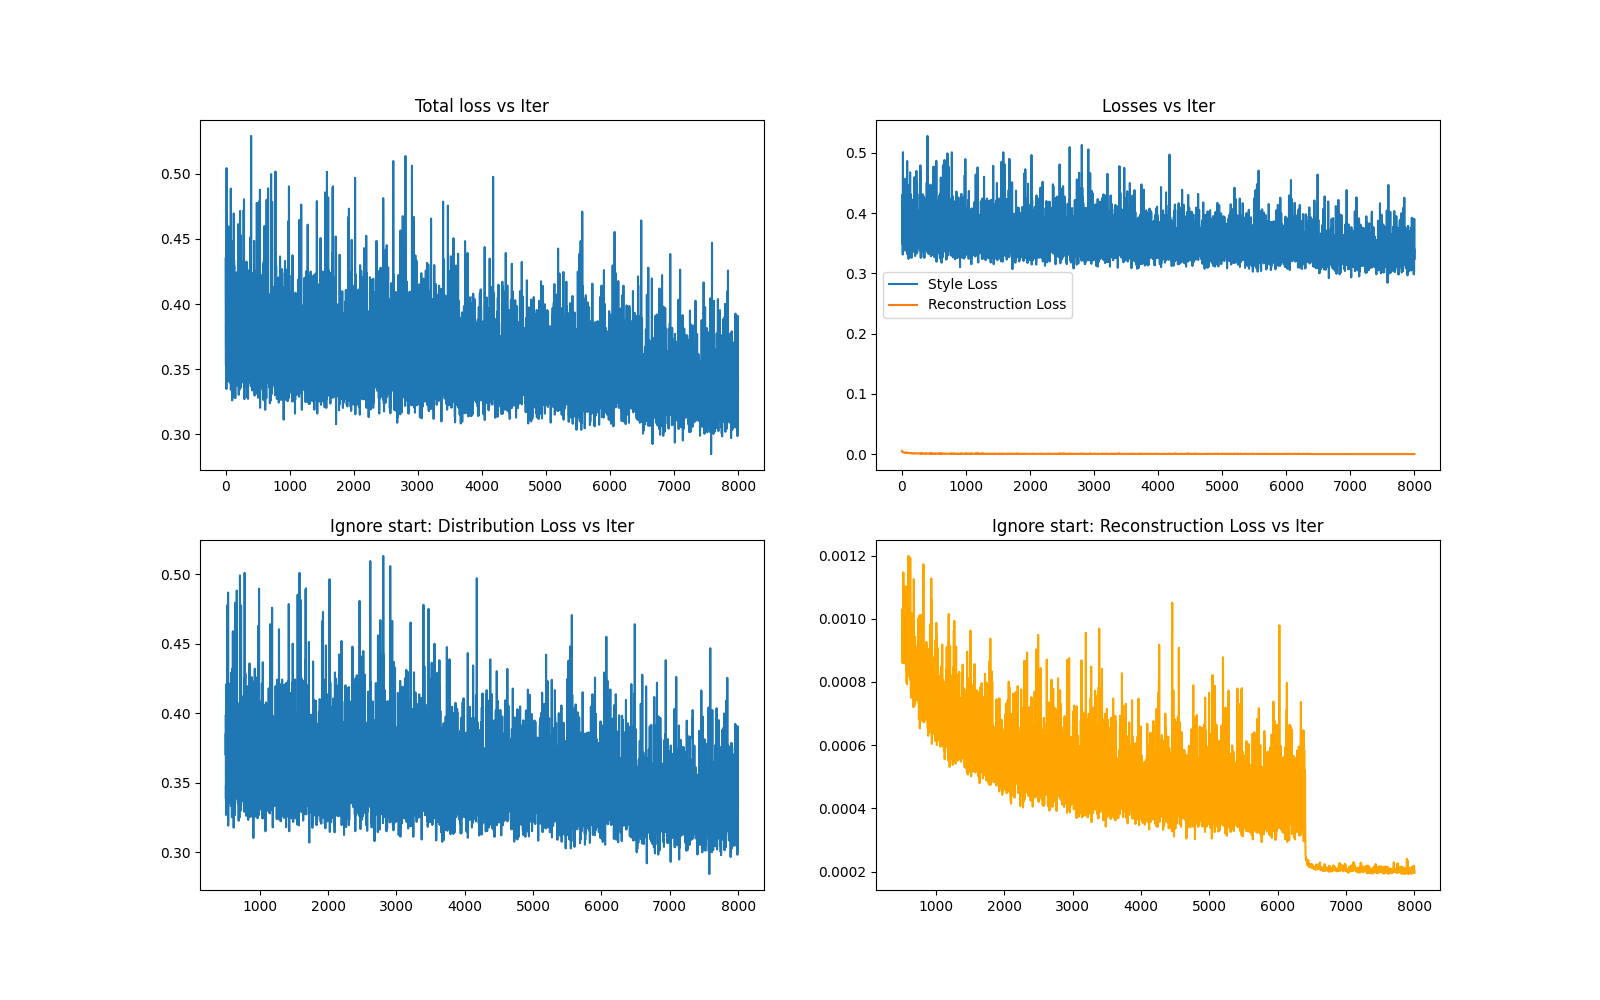 Total loss vs Iter
0.50
0.45
0.40
0.35
0.30
0 1000 2000 3000 4000 5000 6000 7000 8000
Losses vs Iter
0.5
0.4
0.3
0.2
0.1
0.0
Style Loss
Reconstruction Loss
0 1000 2000 3000 4000 5000 6000 7000 8000
Ignore start: Distribution Loss vs Iter
0.50
0.45
0.40
0.35
0.30
1000 2000 3000 4000 5000 6000 7000 8000
Ignore start: Reconstruction Loss vs Iter
0.0012
0.0010
0.0008
0.0006
0.0004
0.0002
1000 2000 3000 4000 5000 6000 7000 8000